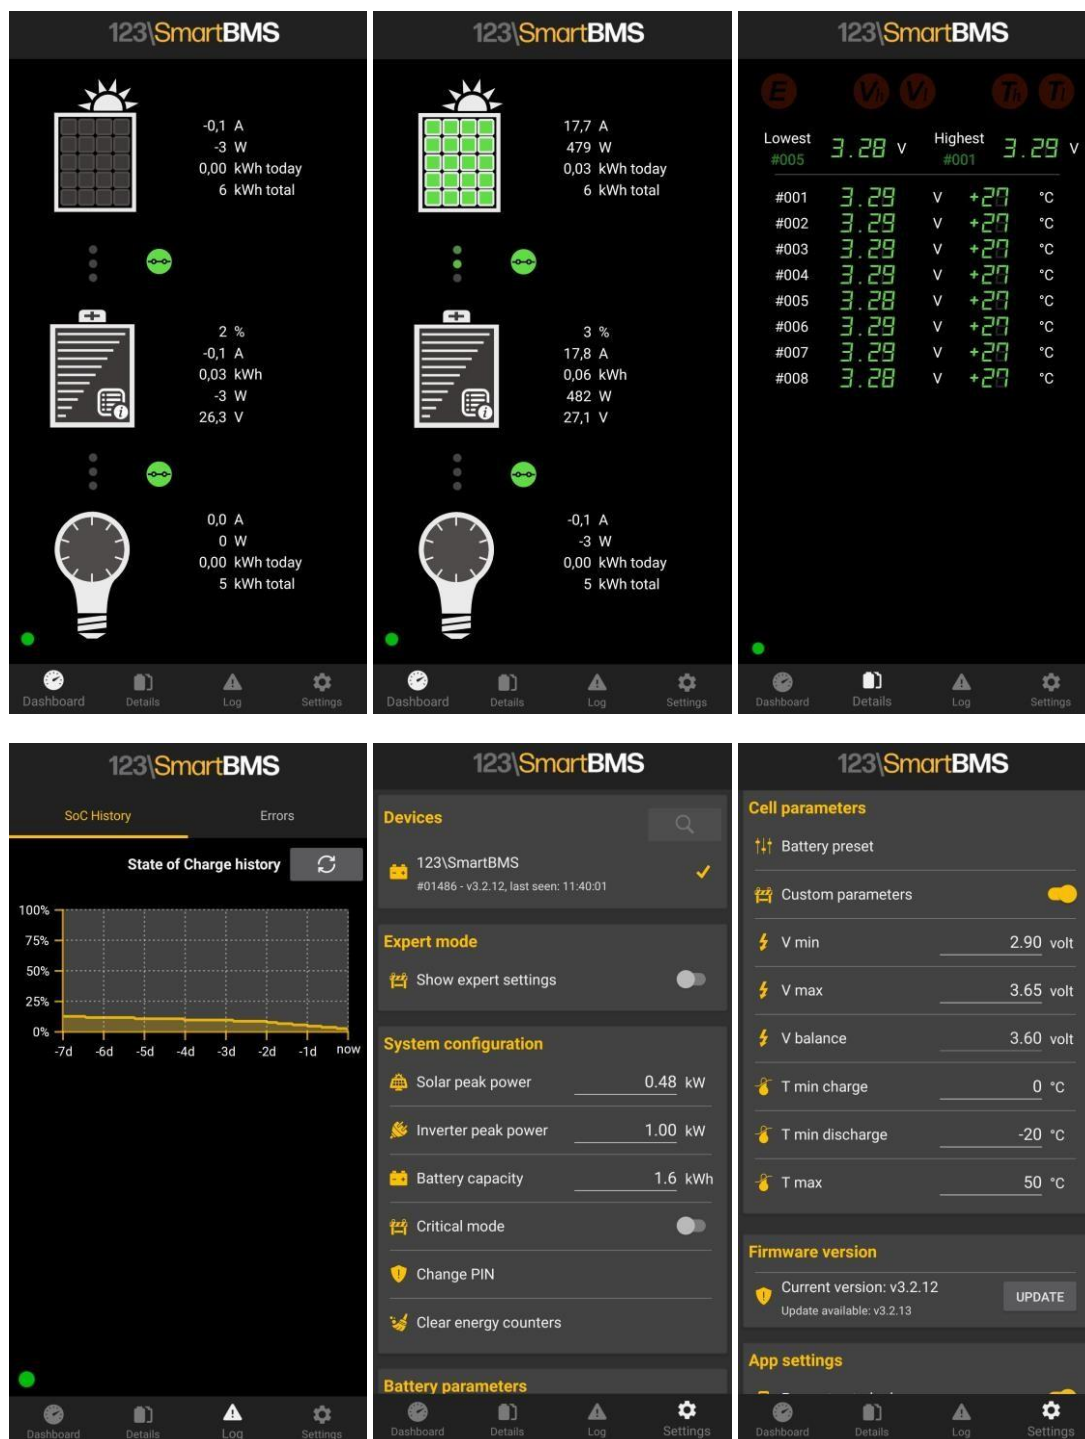 123\SmartBMS
-0,1 A
-3 W
0,00 kWh today
6 kWh total
2 %
-0,1 A
0,03 kWh
-3 W
26,3 V
0,0 A
0 W
0,00 kWh today
5 kWh total
Dashboard Details Log Settings
123\SmartBMS
17,7 A
479 W
0,03 kWh today
6 kWh total
3 %
17,8 A
0,06 kWh
482 W
27,1 V
-0,1 A
-3 W
0,00 kWh today
5 kWh total
Dashboard Details Log Settings
123\SmartBMS
E Vh Vl Th Tl
Lowest 3.28 V Highest 3.29 V
#005 #001
#001 3.29 V +27 °C
#002 3.29 V +27 °C
#003 3.29 V +27 °C
#004 3.29 V +27 °C
#005 3.28 V +27 °C
#006 3.29 V +27 °C
#007 3.29 V +27 °C
#008 3.28 V +27 °C
Dashboard Details Log Settings
123\SmartBMS
SoC History Errors
State of Charge history
100%
75%
50%
25%
0%
-7d -6d -5d -4d -3d -2d -1d now
Dashboard Details Log Settings
123\SmartBMS
Devices
123\SmartBMS
#01486 - v3.2.12, last seen: 11:40:01
Expert mode
Show expert settings
System configuration
Solar peak power 0.48 kW
Inverter peak power 1.00 kW
Battery capacity 1.6 kWh
Critical mode
Change PIN
Clear energy counters
Battery parameters
Dashboard Details Log Settings
123\SmartBMS
Cell parameters
Battery preset
Custom parameters
V min 2.90 volt
V max 3.65 volt
V balance 3.60 volt
T min charge 0 °C
T min discharge -20 °C
T max 50 °C
Firmware version
Current version: v3.2.12
Update available: v3.2.13
UPDATE
App settings
Dashboard Details Log Settings